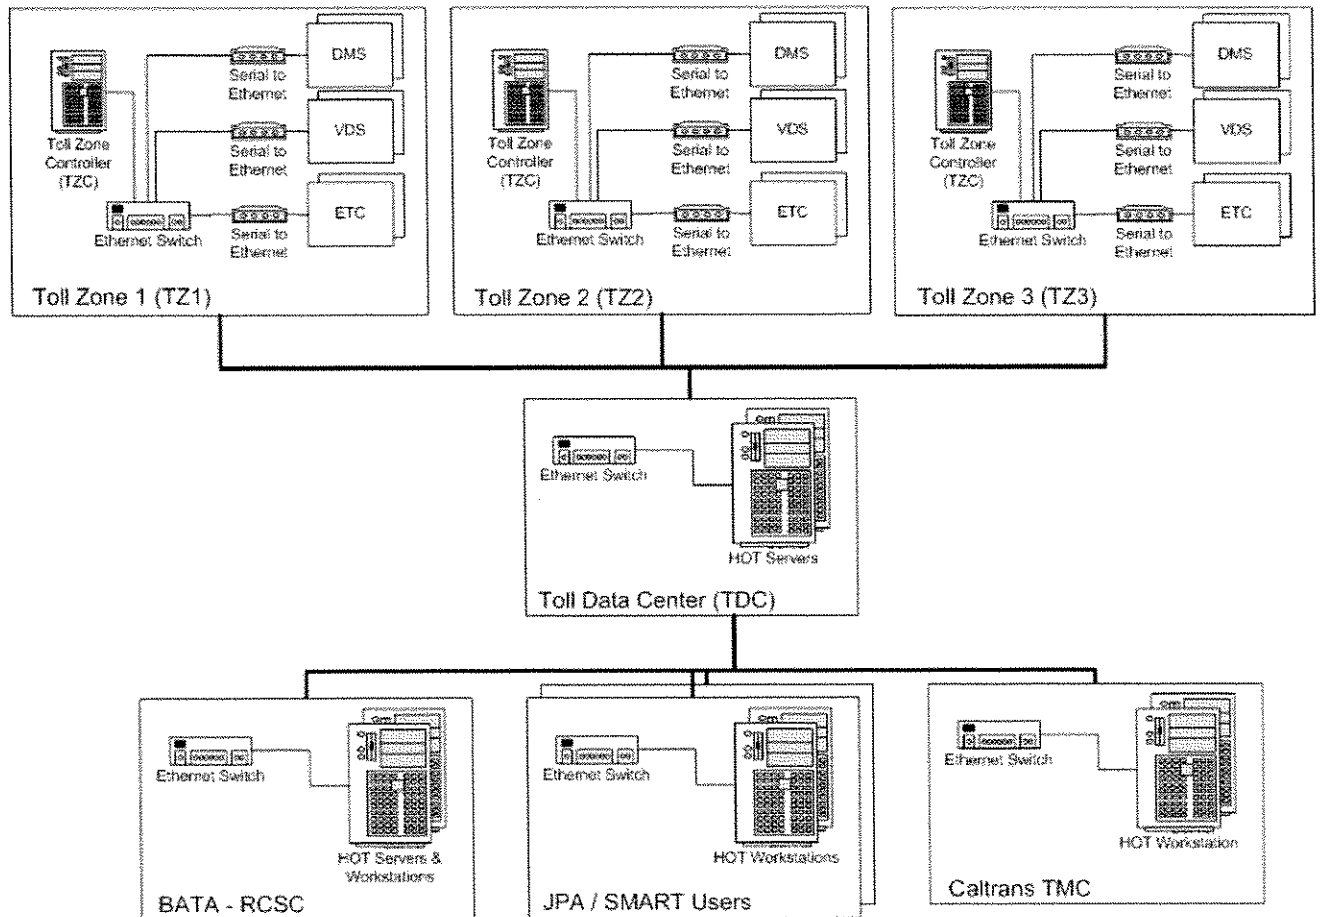 DMS
Serial to
Ethernet
VDS
Toll Zone
Controller
(TZC)
Serial to
Ethernet
ETC
Ethernet Switch
Serial to
Ethernet
Toll Zone 1 (TZ1)
DMS
Serial to
Ethernet
VDS
Toll Zone
Controller
(TZC)
Serial to
Ethernet
ETC
Ethernet Switch
Serial to
Ethernet
Toll Zone 2 (TZ2)
DMS
Serial to
Ethernet
VDS
Toll Zone
Controller
(TZC)
Serial to
Ethernet
ETC
Ethernet Switch
Serial to
Ethernet
Toll Zone 3 (TZ3)
Ethernet Switch
HOT Servers
Toll Data Center (TDC)
Ethernet Switch
HOT Servers &
Workstations
BATA - RCSC
Ethernet Switch
HOT Workstations
JPA / SMART Users
Ethernet Switch
HOT Workstation
Caltrans TMC